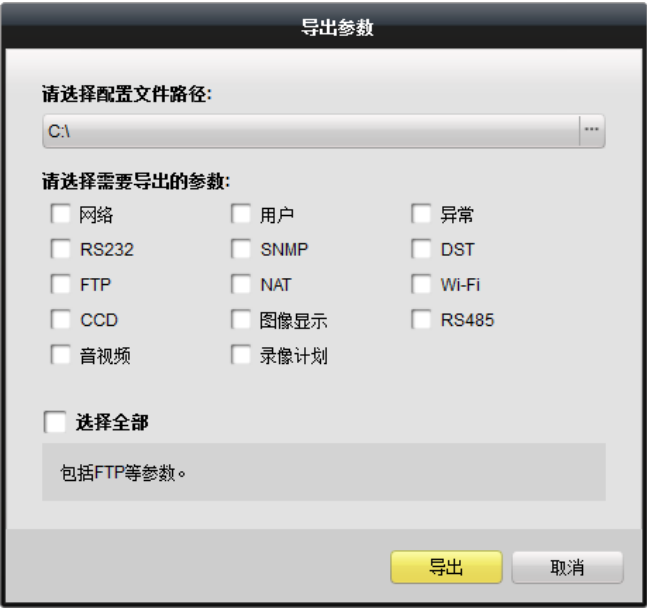 导出参数
请选择配置文件路径:
C:\
...
请选择需要导出的参数:
网络 用户 异常
RS232 SNMP DST
FTP NAT Wi-Fi
CCD 图像显示 RS485
音视频 录像计划
选择全部
包括FTP等参数。
导出 取消